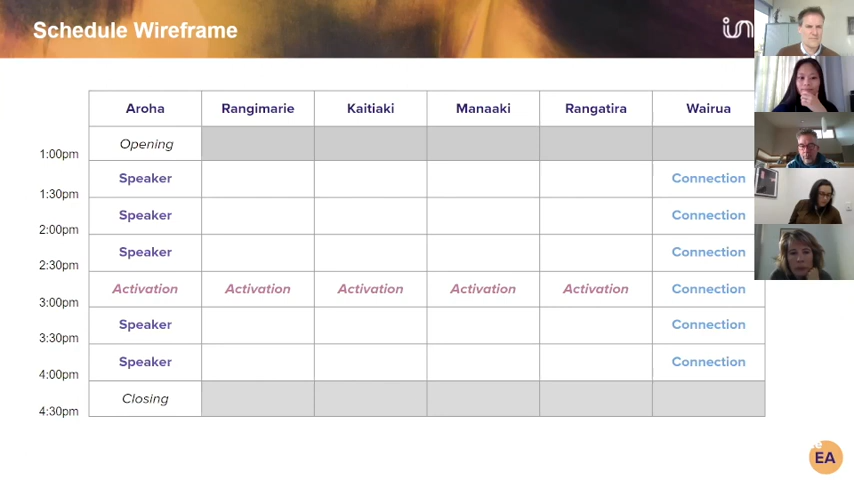 Schedule Wireframe
in
Aroha Rangimarie Kaitiaki Manaaki Rangatira Wairua
Opening
1:00pm
Speaker Connection
1:30pm
Speaker Connection
2:00pm
Speaker Connection
2:30pm
Activation Activation Activation Activation Activation Connection
3:00pm
Speaker Connection
3:30pm
Speaker Connection
4:00pm
Closing
4:30pm
EA